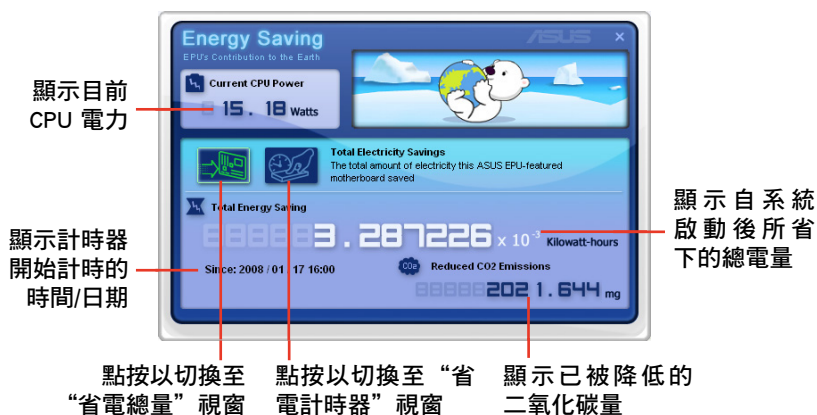 Energy Saving
EPU's Contribution to the Earth
ASUS
×
Current CPU Power
15.18 Watts
顯示目前
CPU 電力
Total Electricity Savings
The total amount of electricity this ASUS EPU-featured
motherboard saved
Total Energy Saving
3.287226 x 10⁻³ Kilowatt-hours
顯示自系統
啟動後所省
下的總電量
顯示計時器
開始計時的
時間/日期
Since: 2008 / 01 / 17 16:00
CO2
Reduced CO2 Emissions
2021.644 mg
點按以切換至
“省電總量”視窗
點按以切換至“省
電計時器”視窗
顯示已被降低的
二氧化碳量